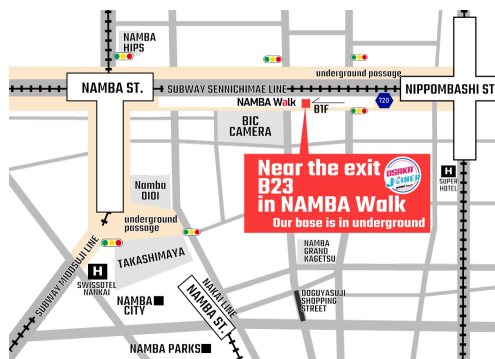 NAMBA
HIPS
underground passage
NAMBA ST.
SUBWAY SENNICHIMAE LINE
NIPPOMBASHI ST
NAMBA Walk
B1F
720
BIC
CAMERA
Near the exit
B23
in NAMBA Walk
Our base is in underground
OSAKA
JOINER
SUPER
HOTEL
H
Namba
OIOI
underground
passage
TAKASHIMAYA
NAMBA
GRAND
KAGETSU
SUBWAY MIDOSUJI LINE
H
SWISSOTEL
NANKAI
NAMBA
CITY
NAKAI LINE
NAMBA ST.
DOGUYASUJI
SHOPPING
STREET
NAMBA PARKS